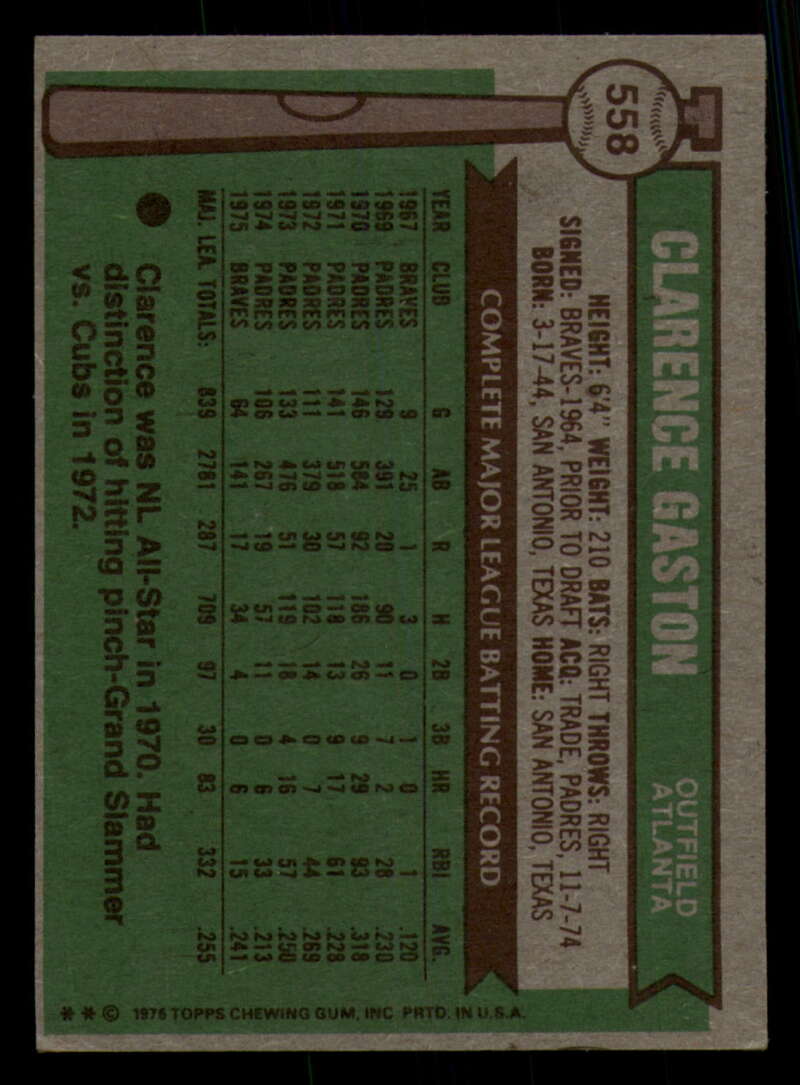 558
CLARENCE GASTON
OUTFIELD
ATLANTA
HEIGHT: 6'4" WEIGHT: 210 BATS: RIGHT THROWS: RIGHT
SIGNED: BRAVES-1964, PRIOR TO DRAFT ACQ: TRADE, PADRES, 11-7-74
BORN: 3-17-44, SAN ANTONIO, TEXAS HOME: SAN ANTONIO, TEXAS
COMPLETE MAJOR LEAGUE BATTING RECORD
YEAR CLUB G AB R H 2B 3B HR RBI AVG.
1967 BRAVES 9 25 1 3 0 1 0 1 .120
1969 PADRES 129 391 20 90 11 7 2 28 .230
1970 PADRES 146 584 92 186 26 9 29 93 .318
1971 PADRES 141 518 57 118 13 9 17 61 .228
1972 PADRES 111 379 30 102 14 0 7 44 .269
1973 PADRES 133 476 51 119 18 4 16 57 .250
1974 PADRES 106 267 19 57 11 0 6 33 .213
1975 BRAVES 64 141 17 34 4 0 6 15 .241
MAJ. LEA. TOTALS: 839 2781 287 709 97 30 83 332 .255
Clarence was NL All-Star in 1970. Had
distinction of hitting pinch-Grand Slammer
vs. Cubs in 1972.
** © 1976 TOPPS CHEWING GUM, INC PRTD. IN U.S.A.